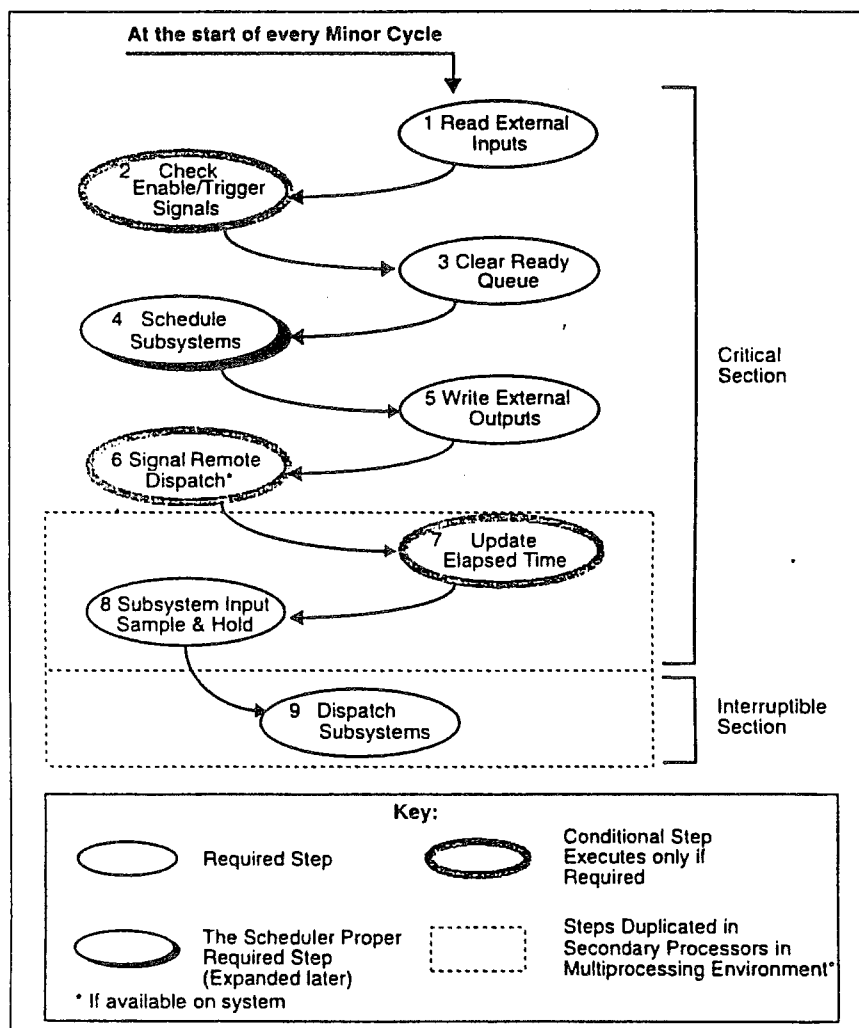 At the start of every Minor Cycle
1 Read External
Inputs
2 Check
Enable/Trigger
Signals
3 Clear Ready
Queue
4 Schedule
Subsystems
Critical
Section
5 Write External
Outputs
6 Signal Remote
Dispatch*
7 Update
Elapsed Time
8 Subsystem Input
Sample & Hold
9 Dispatch
Subsystems
Interruptible
Section
Key:
Required Step
Conditional Step
Executes only if
Required
The Scheduler Proper
Required Step
(Expanded later)
Steps Duplicated in
Secondary Processors in
Multiprocessing Environment*
* If available on system